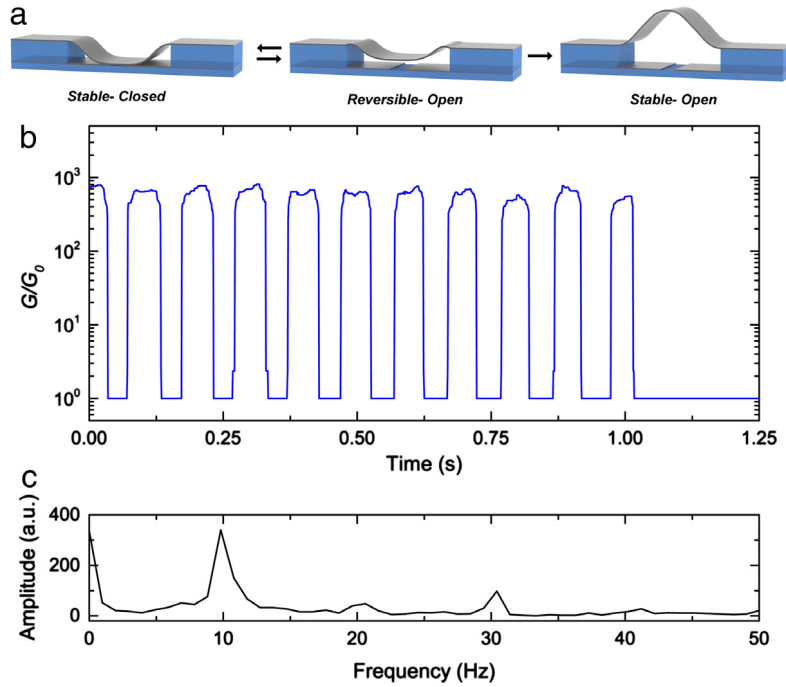 a
Stable- Closed
Reversible- Open
Stable- Open
b
G/G₀
10³
10²
10¹
10⁰
0.00 0.25 0.50 0.75 1.00 1.25
Time (s)
c
Amplitude (a.u.)
400
200
0
0 10 20 30 40 50
Frequency (Hz)